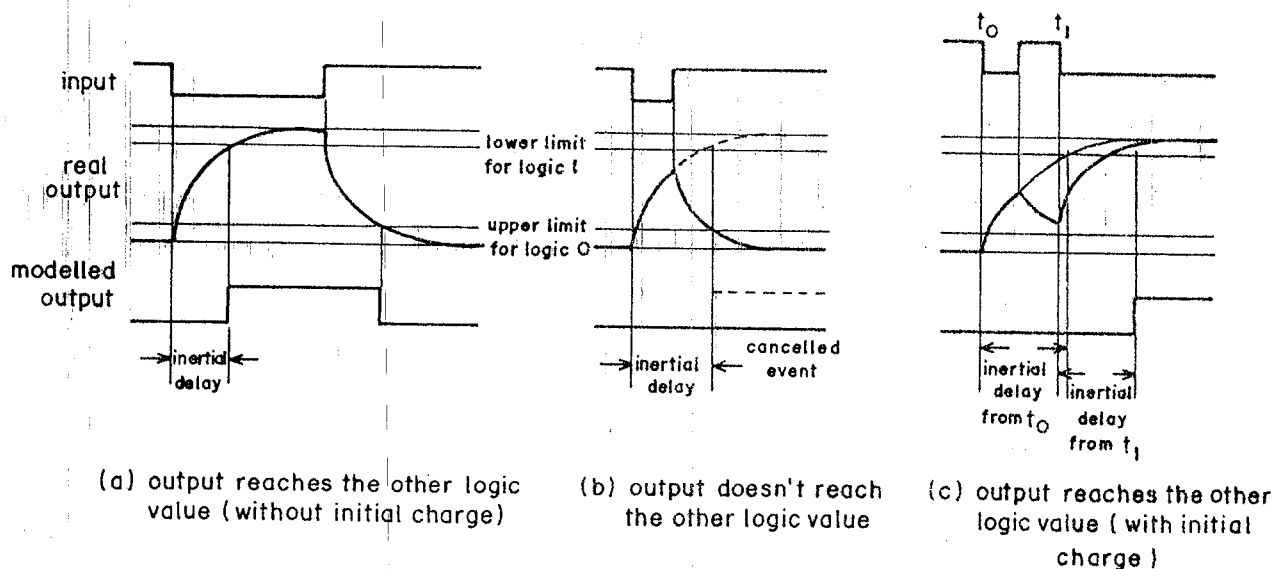 input
real
output
modelled
output
inertial
delay
(a) output reaches the other logic
value (without initial charge)
lower limit
for logic 1
upper limit
for logic 0
inertial
delay
cancelled
event
(b) output doesn't reach
the other logic value
t0
t1
inertial
delay
from t0
inertial
delay
from t1
(c) output reaches the other
logic value (with initial
charge)